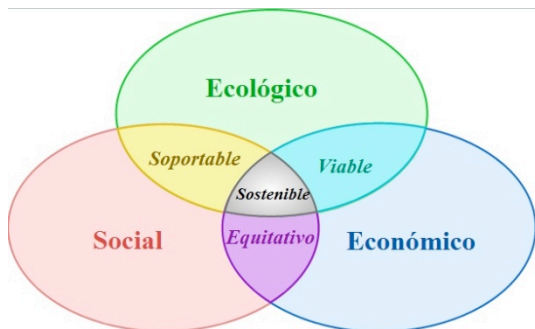 Ecológico
Soportable
Viable
Sostenible
Social
Equitativo
Económico